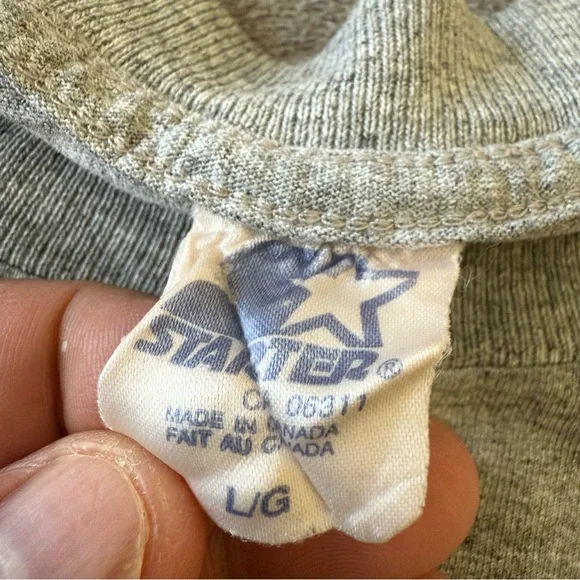 STARTER®
CA 06311
MADE IN CANADA
FAIT AU CANADA
L/G